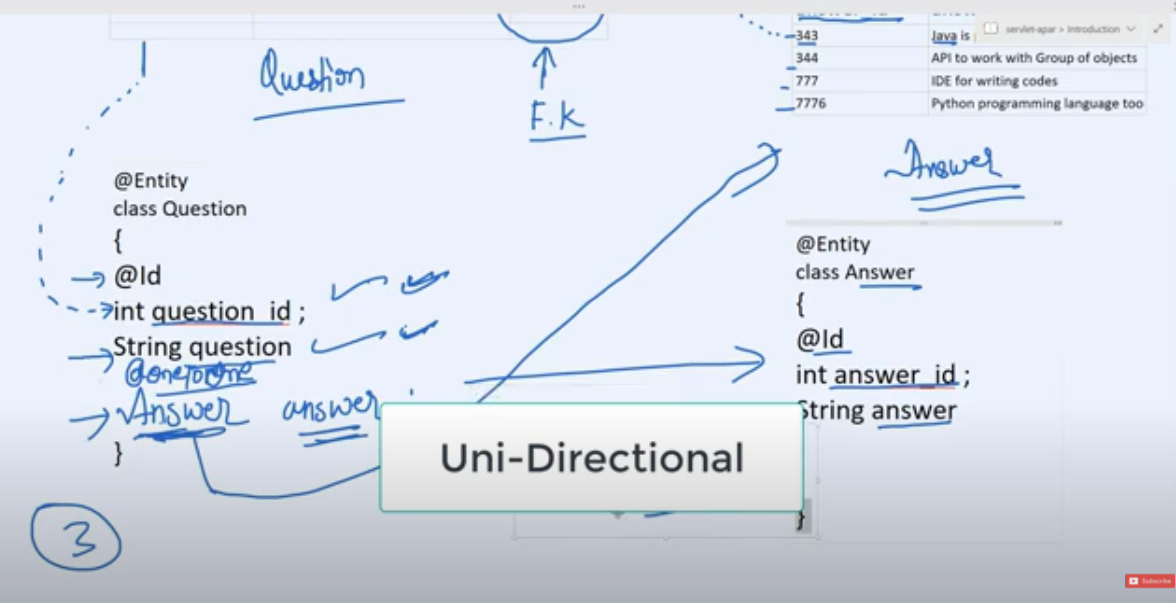 343
Java is
servlet-apar > Introduction
344
API to work with Group of objects
777
IDE for writing codes
7776
Python programming language too
Question
F.K
Answer
@Entity
class Question
{
@Id
int question_id ;
String question
@onetoone
Answer answer
}
3
@Entity
class Answer
{
@Id
int answer_id ;
String answer
}
Uni-Directional
Subscribe